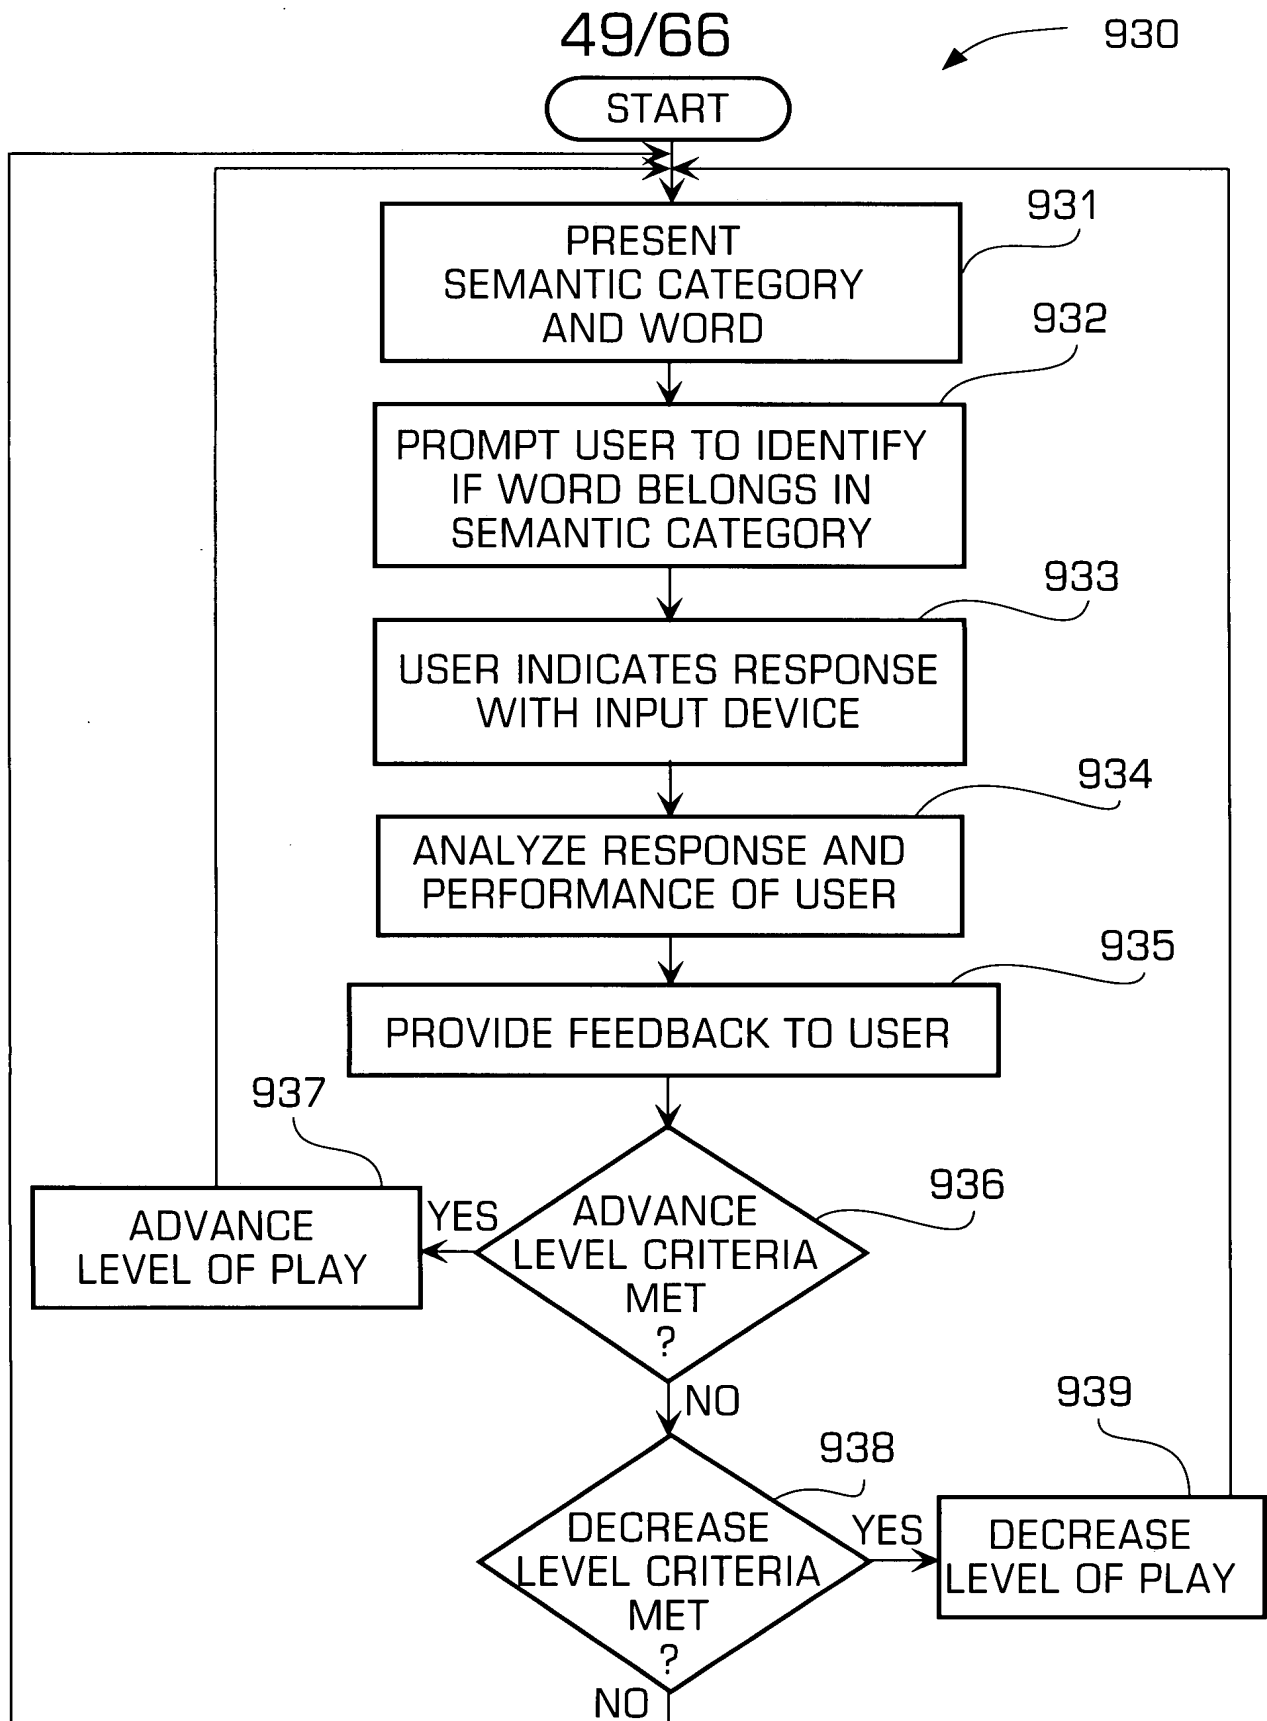 49/66
930
START
931
PRESENT
SEMANTIC CATEGORY
AND WORD
932
PROMPT USER TO IDENTIFY
IF WORD BELONGS IN
SEMANTIC CATEGORY
933
USER INDICATES RESPONSE
WITH INPUT DEVICE
934
ANALYZE RESPONSE AND
PERFORMANCE OF USER
935
PROVIDE FEEDBACK TO USER
937
936
ADVANCE
LEVEL OF PLAY
YES
ADVANCE
LEVEL CRITERIA
MET
?
NO
939
938
DECREASE
LEVEL CRITERIA
MET
?
YES
DECREASE
LEVEL OF PLAY
NO